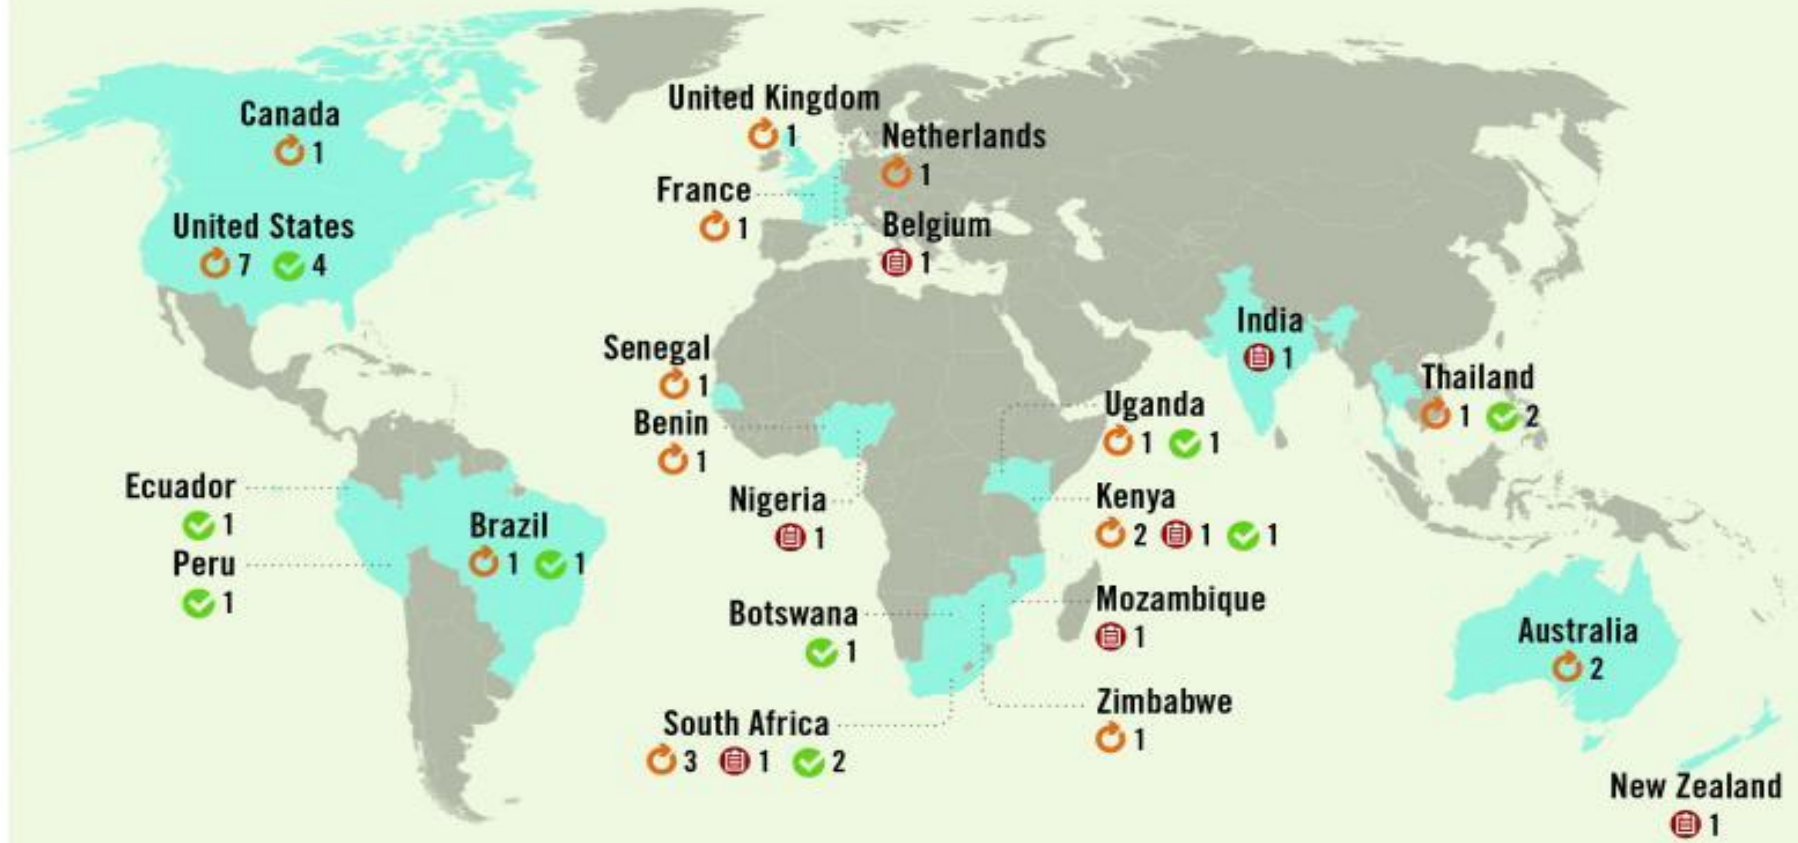 Canada
1
United States
7 4
United Kingdom
1
Netherlands
1
France
1
Belgium
1
Senegal
1
Benin
1
Nigeria
1
Uganda
1 1
Kenya
2 1 1
India
1
Thailand
1 2
Ecuador
1
Peru
1
Brazil
1 1
Botswana
1
Mozambique
1
Zimbabwe
1
South Africa
3 1 2
Australia
2
New Zealand
1